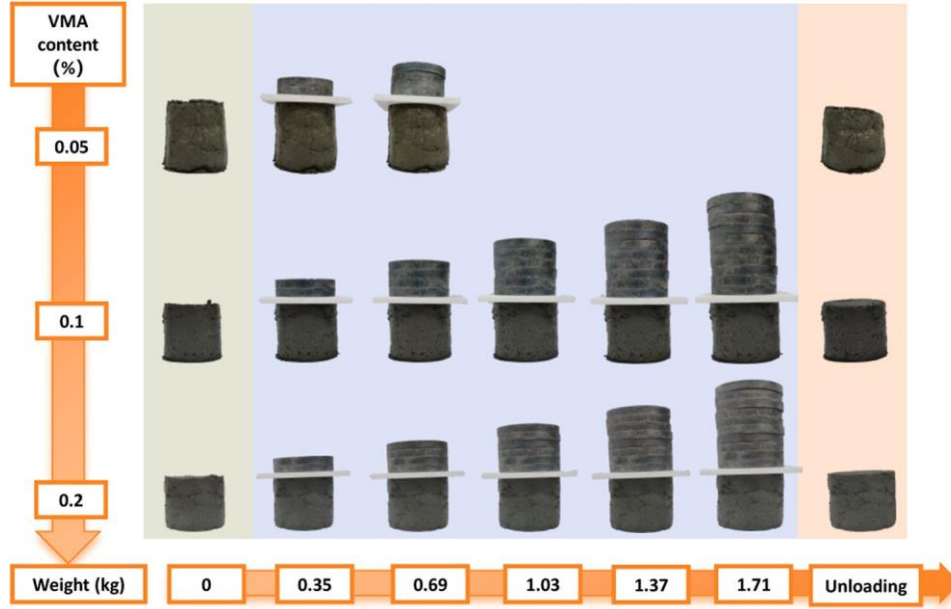 VMA
content
(%)
0.05
0.1
0.2
Weight (kg)
0
0.35
0.69
1.03
1.37
1.71
Unloading